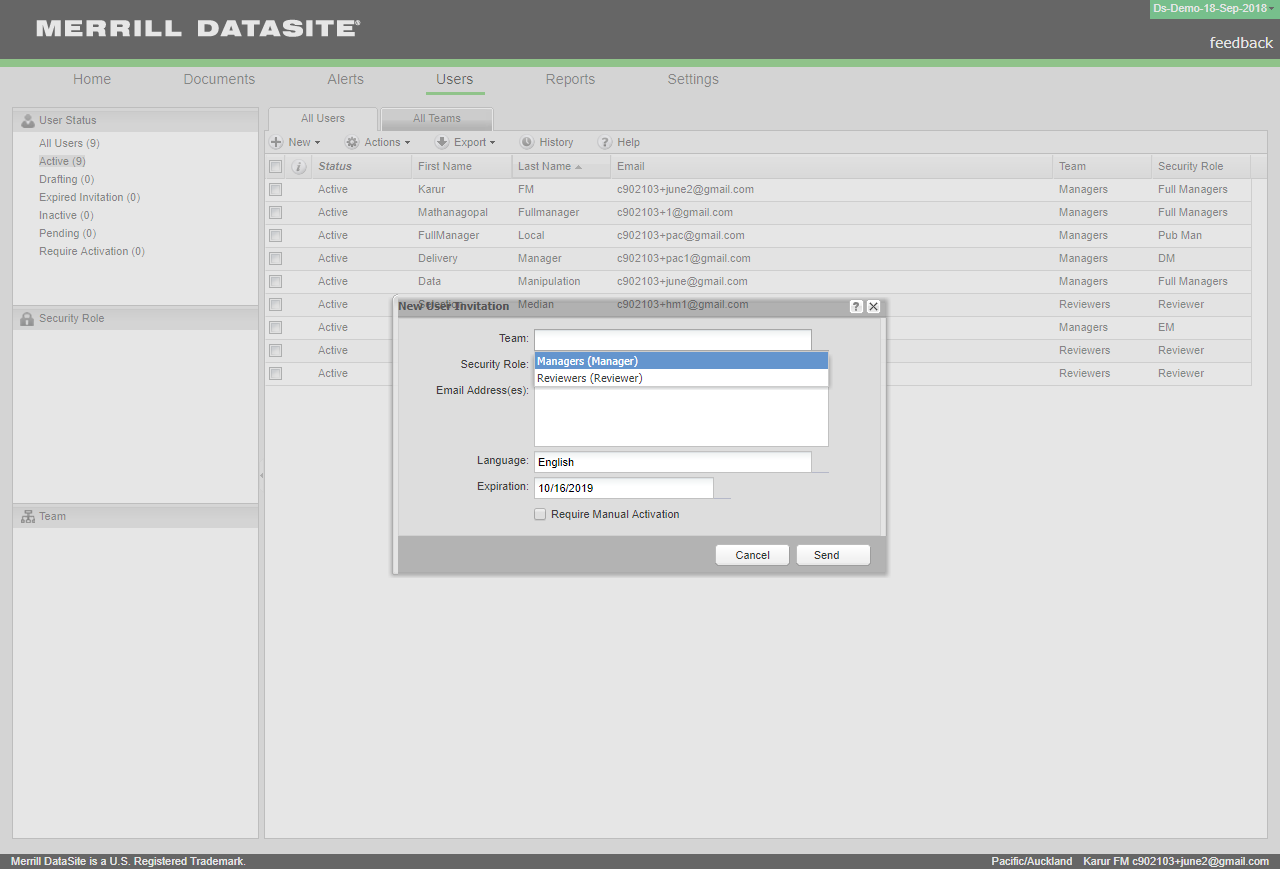 Ds-Demo-18-Sep-2018
MERRILL DATASITE®
feedback
Home Documents Alerts Users Reports Settings
User Status
All Users (9)
Active (9)
Drafting (0)
Expired Invitation (0)
Inactive (0)
Pending (0)
Require Activation (0)
Security Role
Team
All Users All Teams
New Actions Export History Help
i Status First Name Last Name Email Team Security Role
Active Karur FM c902103+june2@gmail.com Managers Full Managers
Active Mathanagopal Fullmanager c902103+1@gmail.com Managers Full Managers
Active FullManager Local c902103+pac@gmail.com Managers Pub Man
Active Delivery Manager c902103+pac1@gmail.com Managers DM
Active Data Manipulation c902103+june@gmail.com Managers Full Managers
Active Median c902103+hm1@gmail.com Reviewers Reviewer
Active Managers EM
Active Reviewers Reviewer
Active Reviewers Reviewer
New User Invitation ?
Team:
Managers (Manager)
Reviewers (Reviewer)
Security Role:
Email Address(es):
Language: English
Expiration: 10/16/2019
Require Manual Activation
Cancel Send
Merrill DataSite is a U.S. Registered Trademark. Pacific/Auckland Karur FM c902103+june2@gmail.com